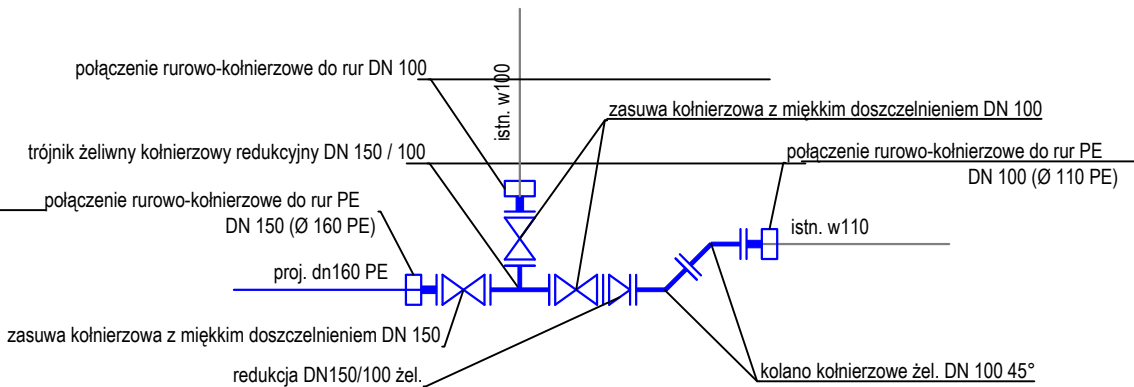 połączenie rurowo-kołnierzowe do rur DN 100
istn. w100
zasuwa kołnierzowa z miękkim doszczelnieniem DN 100
trójnik żeliwny kołnierzowy redukcyjny DN 150 / 100
połączenie rurowo-kołnierzowe do rur PE
DN 100 (Ø 110 PE)
połączenie rurowo-kołnierzowe do rur PE
DN 150 (Ø 160 PE)
istn. w110
proj. dn160 PE
zasuwa kołnierzowa z miękkim doszczelnieniem DN 150
redukcja DN150/100 żel.
kolano kołnierzowe żel. DN 100 45°